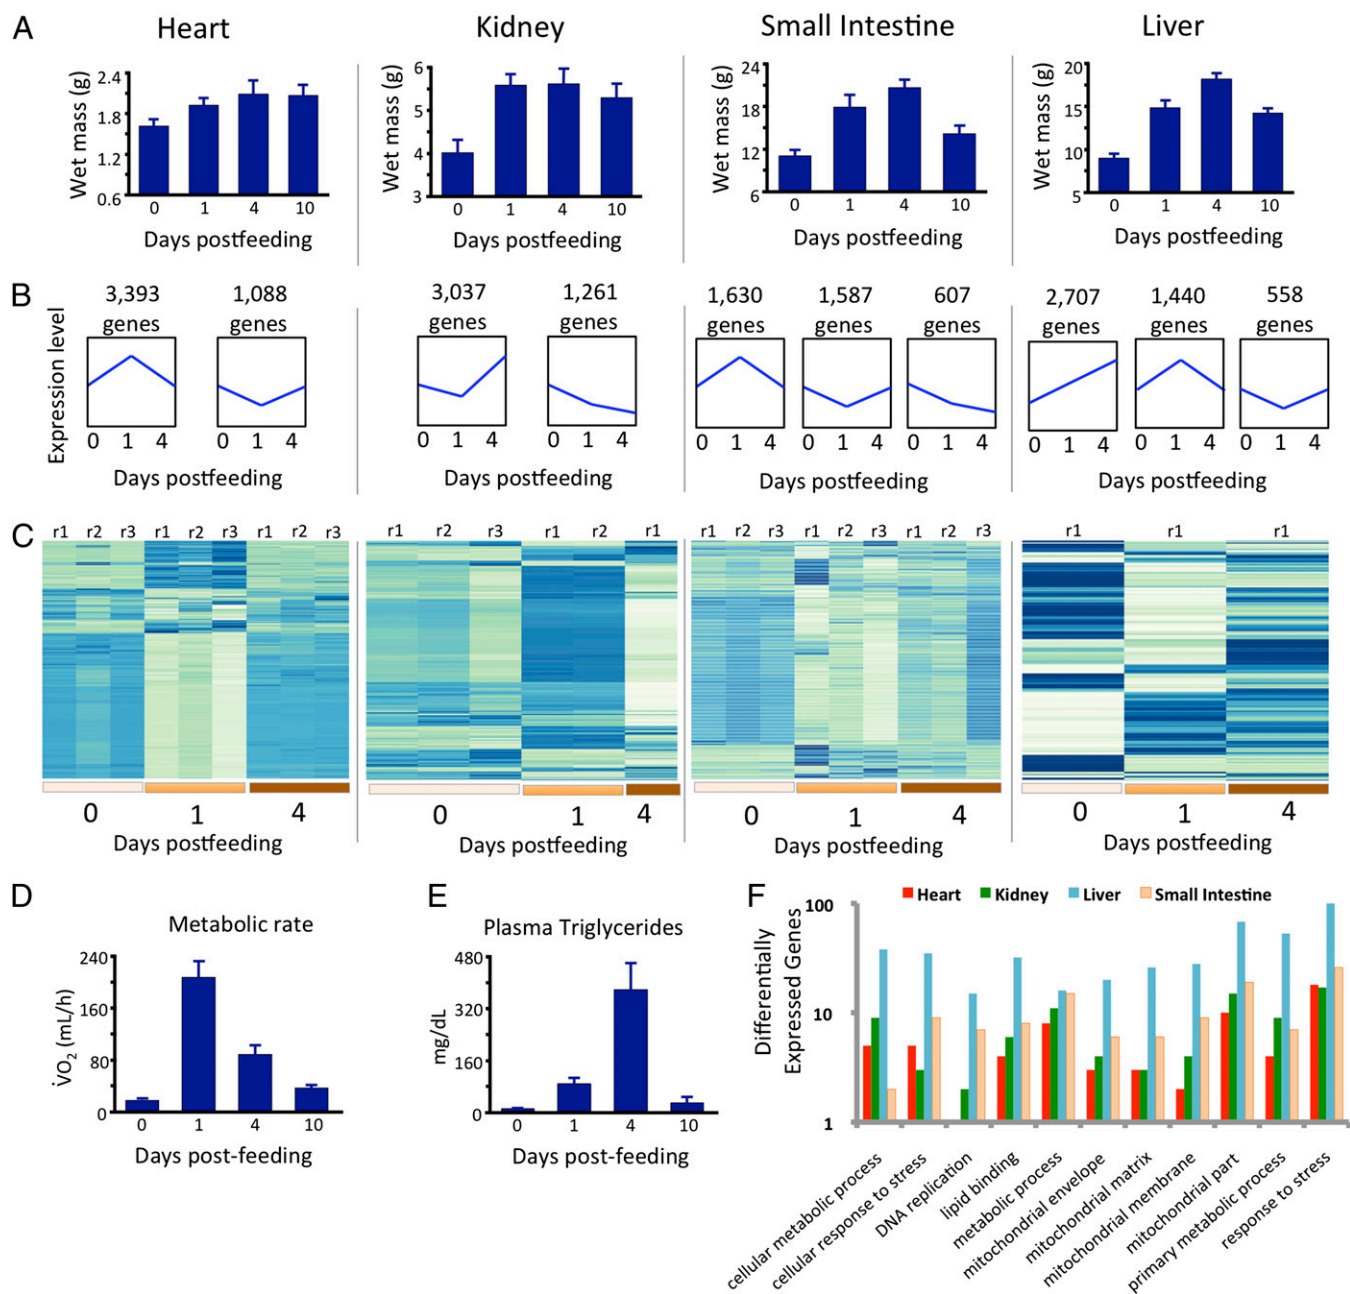 A
Heart
Kidney
Small Intestine
Liver
Wet mass (g)
2.4
1.8
1.2
0.6
0 1 4 10
Days postfeeding
Wet mass (g)
6
5
4
3
0 1 4 10
Days postfeeding
Wet mass (g)
24
18
12
6
0 1 4 10
Days postfeeding
Wet mass (g)
20
15
10
5
0 1 4 10
Days postfeeding
B
Expression level
3,393
genes
1,088
genes
0 1 4
0 1 4
Days postfeeding
3,037
genes
1,261
genes
0 1 4
0 1 4
Days postfeeding
1,630
genes
1,587
genes
607
genes
0 1 4
0 1 4
0 1 4
Days postfeeding
2,707
genes
1,440
genes
558
genes
0 1 4
0 1 4
0 1 4
Days postfeeding
C
r1 r2 r3 r1 r2 r3 r1 r2 r3
0 1 4
Days postfeeding
r1 r2 r3 r1 r2 r1
0 1 4
Days postfeeding
r1 r2 r3 r1 r2 r3 r1 r2 r3
0 1 4
Days postfeeding
r1 r1 r1
0 1 4
Days postfeeding
D
Metabolic rate
V̇O₂ (mL/h)
240
160
80
0
0 1 4 10
Days post-feeding
E
Plasma Triglycerides
mg/dL
480
320
160
0
0 1 4 10
Days post-feeding
F
Heart Kidney Liver Small Intestine
Differentially
Expressed Genes
100
10
1
cellular metabolic process
cellular response to stress
DNA replication
lipid binding
metabolic process
mitochondrial envelope
mitochondrial matrix
mitochondrial membrane
mitochondrial part
primary metabolic process
response to stress